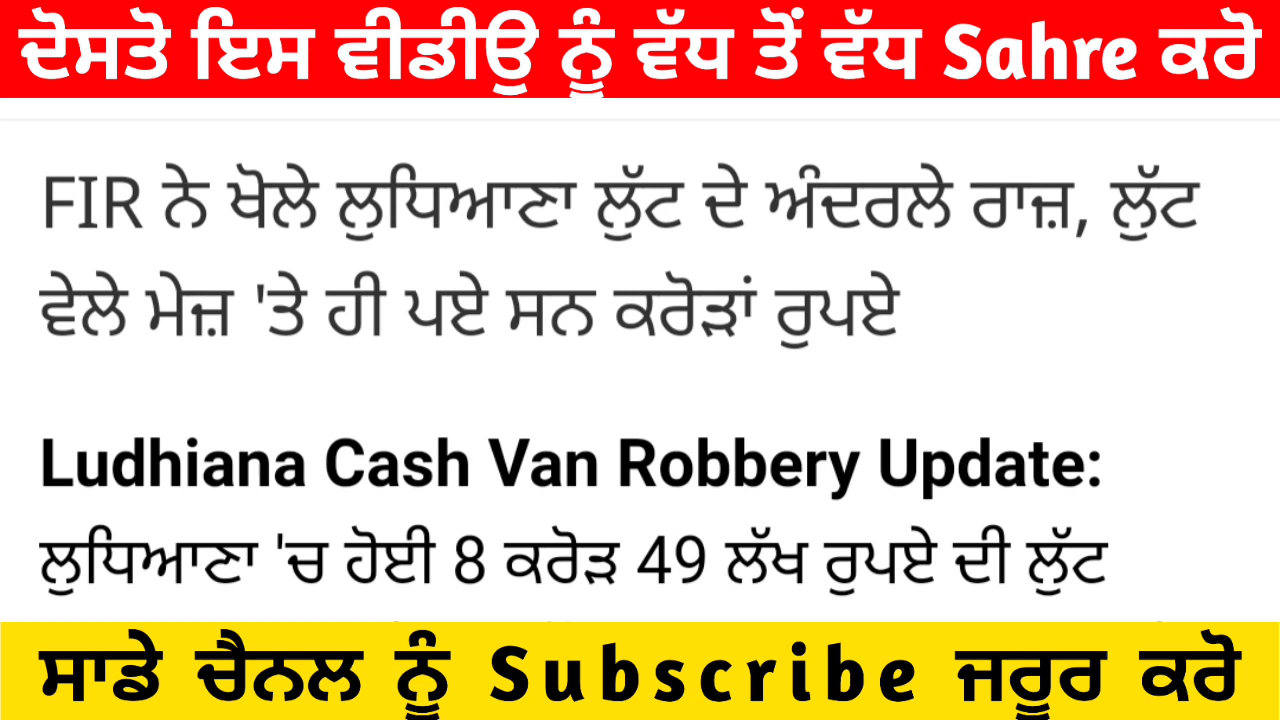 ਦੋਸਤੋ ਇਸ ਵੀਡੀਉ ਨੂੰ ਵੱਧ ਤੋਂ ਵੱਧ Sahre ਕਰੋ
FIR ਨੇ ਖੋਲੇ ਲੁਧਿਆਣਾ ਲੁੱਟ ਦੇ ਅੰਦਰਲੇ ਰਾਜ਼, ਲੁੱਟ
ਵੇਲੇ ਮੇਜ਼ 'ਤੇ ਹੀ ਪਏ ਸਨ ਕਰੋੜਾਂ ਰੁਪਏ
Ludhiana Cash Van Robbery Update:
ਲੁਧਿਆਣਾ 'ਚ ਹੋਈ 8 ਕਰੋੜ 49 ਲੱਖ ਰੁਪਏ ਦੀ ਲੁੱਟ
ਸਾਡੇ ਚੈਨਲ ਨੂੰ Subscribe ਜਰੂਰ ਕਰੋ